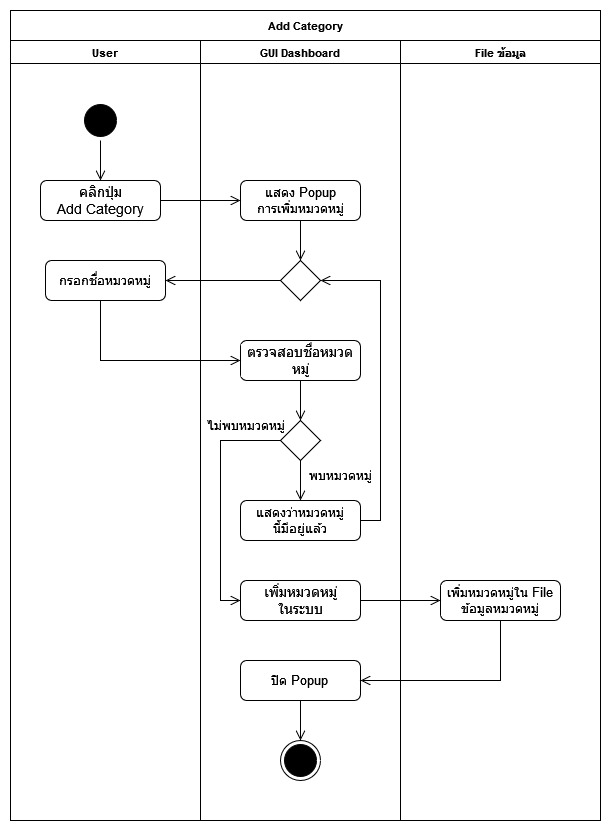 Add Category
User
GUI Dashboard
File ข้อมูล
คลิกปุ่ม
Add Category
แสดง Popup
การเพิ่มหมวดหมู่
กรอกชื่อหมวดหมู่
ตรวจสอบชื่อหมวด
หมู่
ไม่พบหมวดหมู่
พบหมวดหมู่
แสดงว่าหมวดหมู่
นี้มีอยู่แล้ว
เพิ่มหมวดหมู่
ในระบบ
เพิ่มหมวดหมู่ใน File
ข้อมูลหมวดหมู่
ปิด Popup